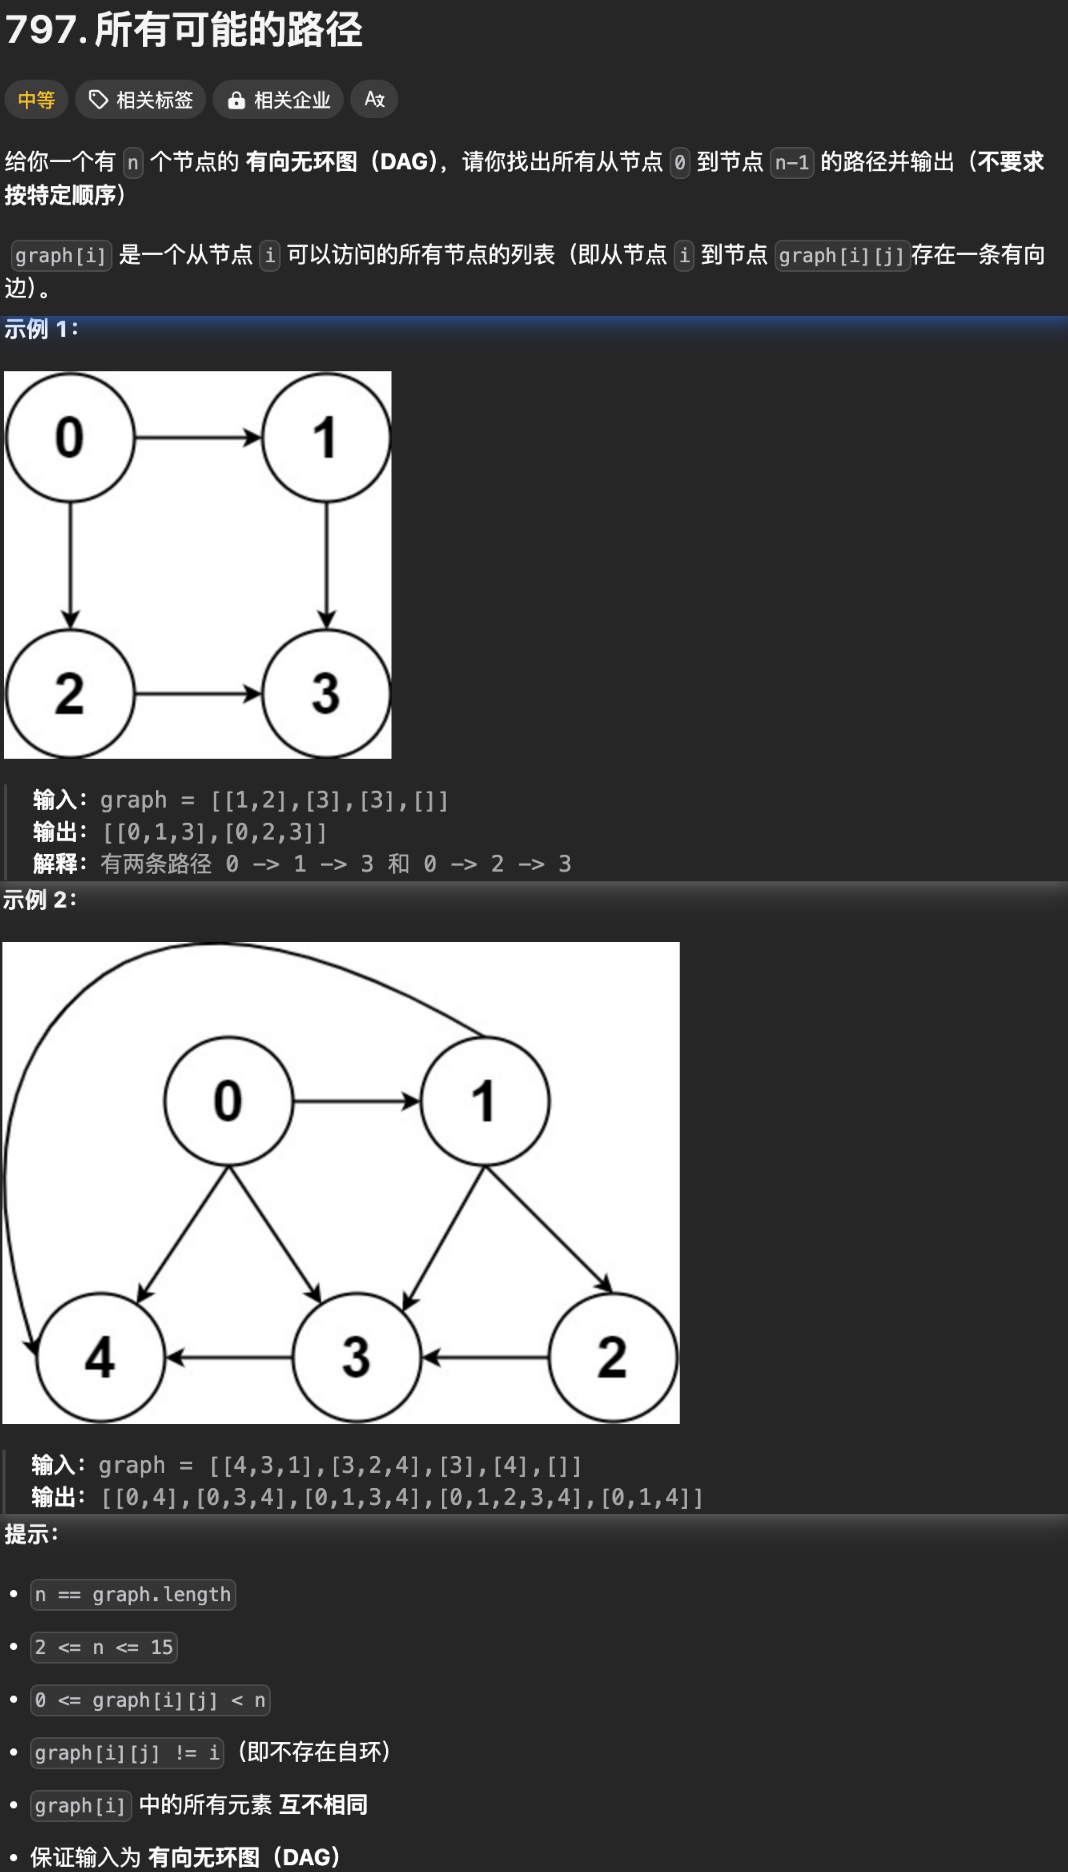 797. 所有可能的路径
中等 相关标签 相关企业 A文
给你一个有 n 个节点的 有向无环图（DAG），请你找出所有从节点 0 到节点 n-1 的路径并输出（不要求
按特定顺序）
graph[i] 是一个从节点 i 可以访问的所有节点的列表（即从节点 i 到节点 graph[i][j]存在一条有向
边）。
示例 1：
0 1
2 3
输入：graph = [[1,2],[3],[3],[]]
输出：[[0,1,3],[0,2,3]]
解释：有两条路径 0 -> 1 -> 3 和 0 -> 2 -> 3
示例 2：
0 1
4 3 2
输入：graph = [[4,3,1],[3,2,4],[3],[4],[]]
输出：[[0,4],[0,3,4],[0,1,3,4],[0,1,2,3,4],[0,1,4]]
提示：
• n == graph.length
• 2 <= n <= 15
• 0 <= graph[i][j] < n
• graph[i][j] != i（即不存在自环）
• graph[i] 中的所有元素 互不相同
• 保证输入为 有向无环图（DAG）